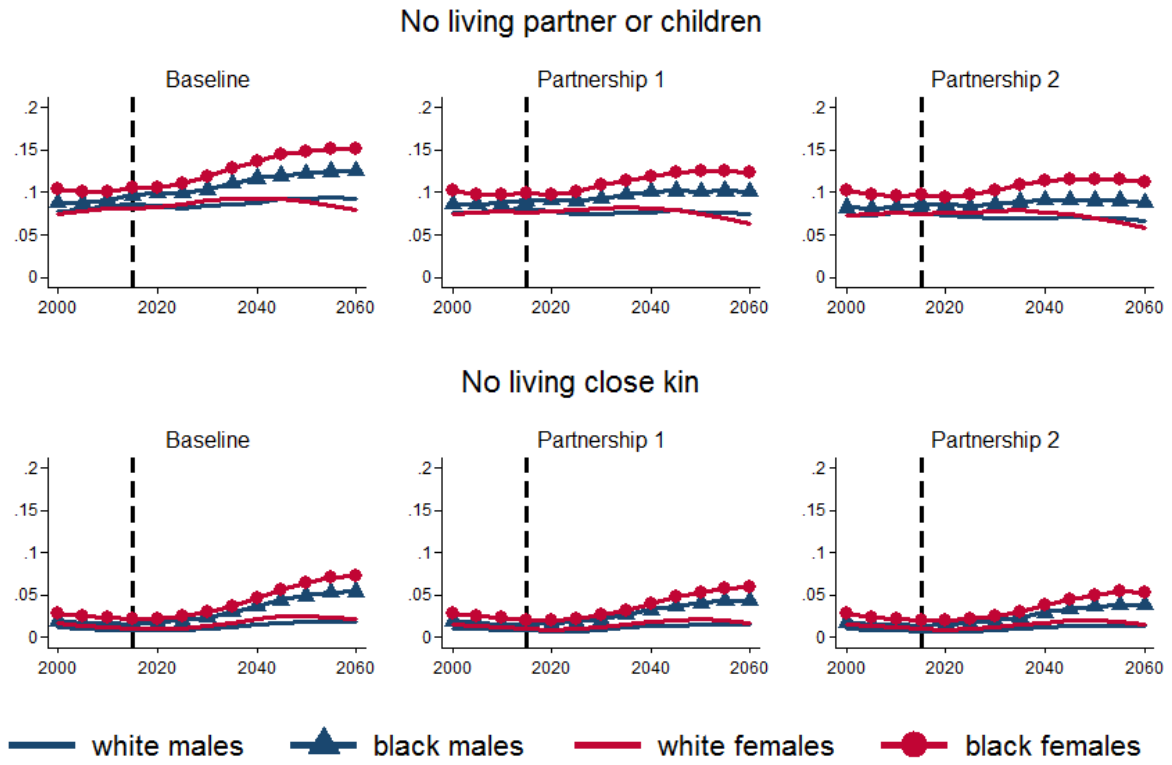 No living partner or children
Baseline Partnership 1 Partnership 2
.2 .2 .2
.15 .15 .15
.1 .1 .1
.05 .05 .05
0 0 0
2000 2020 2040 2060 2000 2020 2040 2060 2000 2020 2040 2060
No living close kin
Baseline Partnership 1 Partnership 2
.2 .2 .2
.15 .15 .15
.1 .1 .1
.05 .05 .05
0 0 0
2000 2020 2040 2060 2000 2020 2040 2060 2000 2020 2040 2060
white males black males white females black females